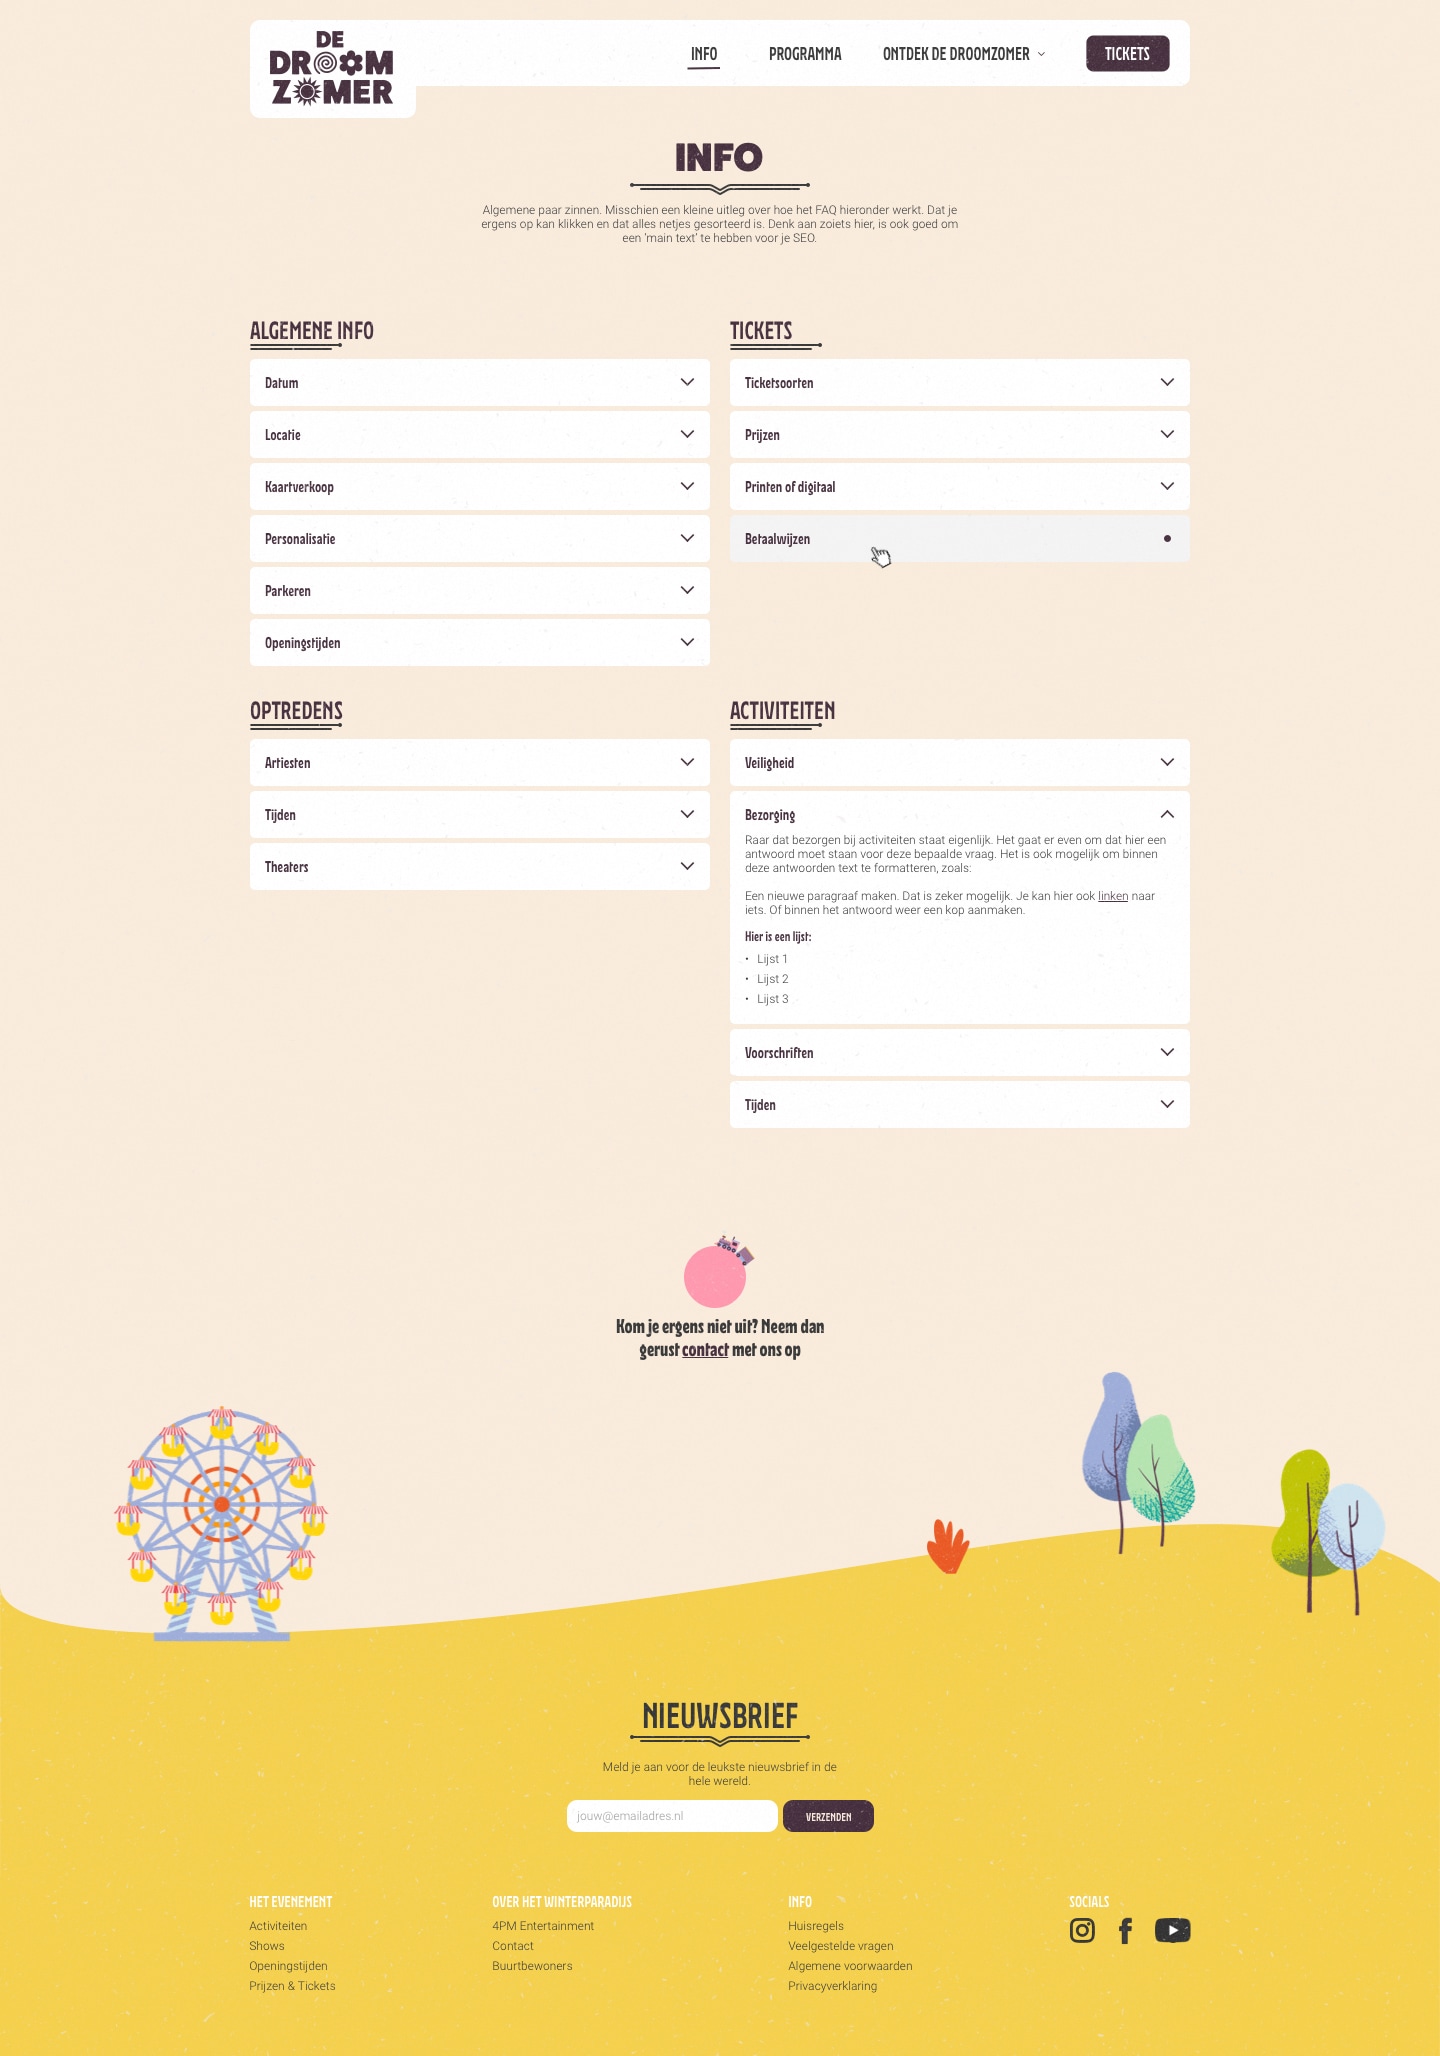 DE
DROOM
ZOMER
INFO
PROGRAMMA
ONTDEK DE DROOMZOMER
TICKETS
INFO
Algemene paar zinnen. Misschien een kleine uitleg over hoe het FAQ hieronder werkt. Dat je
ergens op kan klikken en dat alles netjes gesorteerd is. Denk aan zoiets hier, is ook goed om
een 'main text' te hebben voor je SEO.
ALGEMENE INFO
Datum
Locatie
Kaartverkoop
Personalisatie
Parkeren
Openingstijden
TICKETS
Ticketsoorten
Prijzen
Printen of digitaal
Betaalwijzen
OPTREDENS
Artiesten
Tijden
Theaters
ACTIVITEITEN
Veiligheid
Bezorging
Raar dat bezorgen bij activiteiten staat eigenlijk. Het gaat er even om dat hier een
antwoord moet staan voor deze bepaalde vraag. Het is ook mogelijk om binnen
deze antwoorden text te formatteren, zoals:
Een nieuwe paragraaf maken. Dat is zeker mogelijk. Je kan hier ook linken naar
iets. Of binnen het antwoord weer een kop aanmaken.
Hier is een lijst:
• Lijst 1
• Lijst 2
• Lijst 3
Voorschriften
Tijden
Kom je ergens niet uit? Neem dan
gerust contact met ons op
NIEUWSBRIEF
Meld je aan voor de leukste nieuwsbrief in de
hele wereld.
jouw@emailadres.nl
VERZENDEN
HET EVENEMENT
Activiteiten
Shows
Openingstijden
Prijzen & Tickets
OVER HET WINTERPARADIJS
4PM Entertainment
Contact
Buurtbewoners
INFO
Huisregels
Veelgestelde vragen
Algemene voorwaarden
Privacyverklaring
SOCIALS